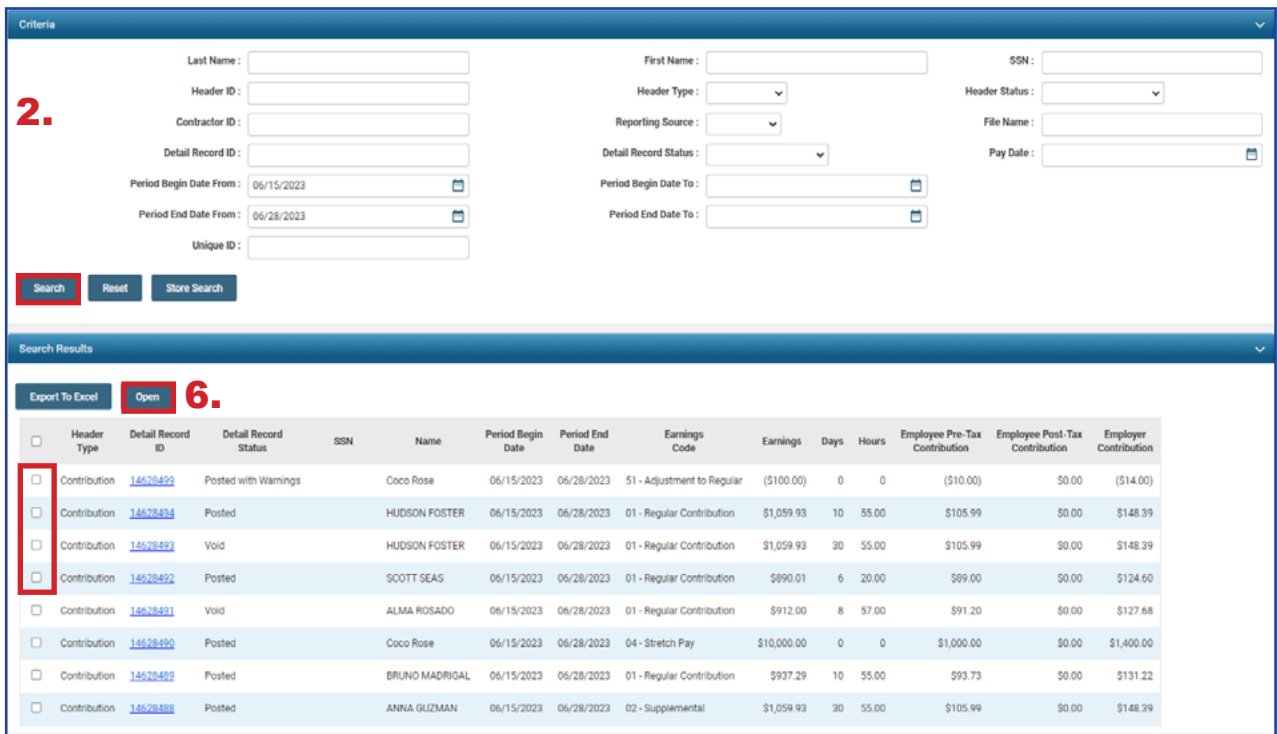 Criteria
Last Name : First Name : SSN :
2.
Header ID : Header Type : Header Status :
Contractor ID : Reporting Source : File Name :
Detail Record ID : Detail Record Status : Pay Date :
Period Begin Date From : 06/15/2023 Period Begin Date To :
Period End Date From : 06/28/2023 Period End Date To :
Unique ID :
Search Reset Store Search
Search Results
Export To Excel Open 6.
Header Type Detail Record ID Detail Record Status SSN Name Period Begin Date Period End Date Earnings Code Earnings Days Hours Employee Pre-Tax Contribution Employee Post-Tax Contribution Employer Contribution
Contribution 14628499 Posted with Warnings Coco Rose 06/15/2023 06/28/2023 51 - Adjustment to Regular ($100.00) 0 0 ($10.00) $0.00 ($14.00)
Contribution 14628494 Posted HUDSON FOSTER 06/15/2023 06/28/2023 01 - Regular Contribution $1,059.93 10 55.00 $105.99 $0.00 $148.39
Contribution 14628493 Void HUDSON FOSTER 06/15/2023 06/28/2023 01 - Regular Contribution $1,059.93 30 55.00 $105.99 $0.00 $148.39
Contribution 14628492 Posted SCOTT SEAS 06/15/2023 06/28/2023 01 - Regular Contribution $890.01 6 20.00 $89.00 $0.00 $124.60
Contribution 14628491 Void ALMA ROSADO 06/15/2023 06/28/2023 01 - Regular Contribution $912.00 8 57.00 $91.20 $0.00 $127.68
Contribution 14628490 Posted Coco Rose 06/15/2023 06/28/2023 04 - Stretch Pay $10,000.00 0 0 $1,000.00 $0.00 $1,400.00
Contribution 14628489 Posted BRUNO MADRIGAL 06/15/2023 06/28/2023 01 - Regular Contribution $937.29 10 55.00 $93.73 $0.00 $131.22
Contribution 14628488 Posted ANNA GUZMAN 06/15/2023 06/28/2023 02 - Supplemental $1,059.93 30 55.00 $105.99 $0.00 $148.39